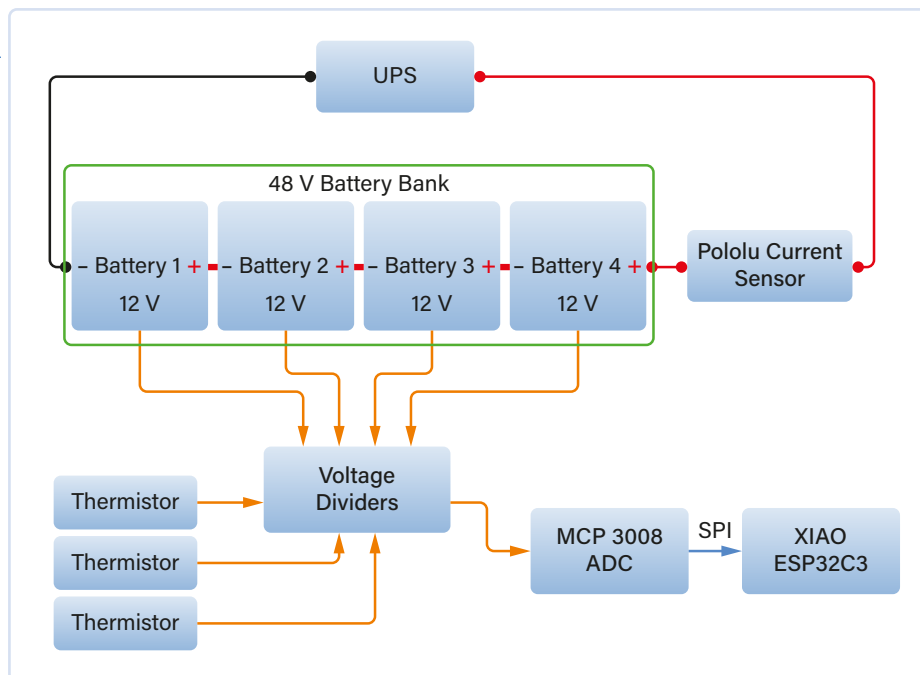 UPS
48 V Battery Bank
– Battery 1 +
12 V
– Battery 2 +
12 V
– Battery 3 +
12 V
– Battery 4 +
12 V
Pololu Current
Sensor
Voltage
Dividers
Thermistor
Thermistor
Thermistor
MCP 3008
ADC
SPI
XIAO
ESP32C3